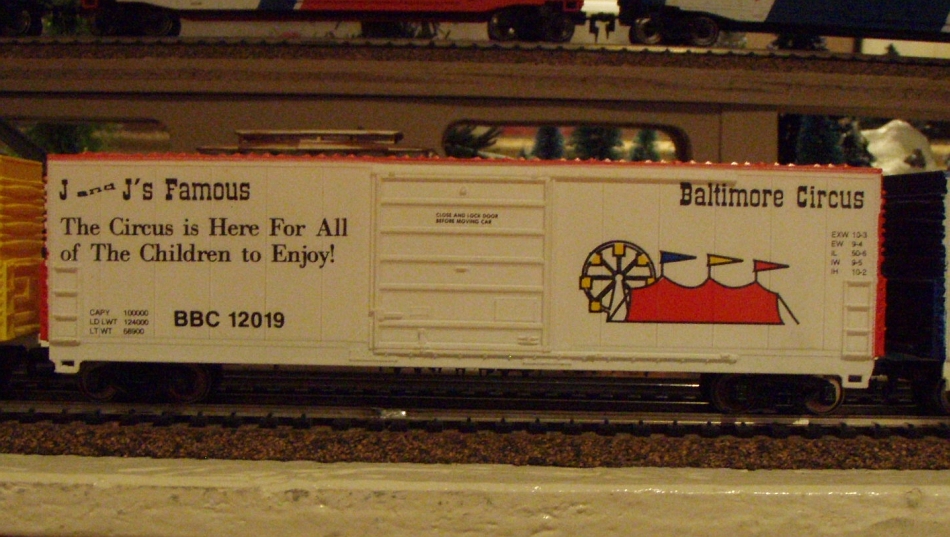 J and J's Famous
The Circus is Here For All
of The Children to Enjoy!
CAPY 100000
LD LWT 124000
LT WT 58900
BBC 12019
CLOSE AND LOCK DOOR
BEFORE MOVING CAR
Baltimore Circus
EXW 10-3
EW 9-4
IL 50-6
IW 9-5
IH 10-2